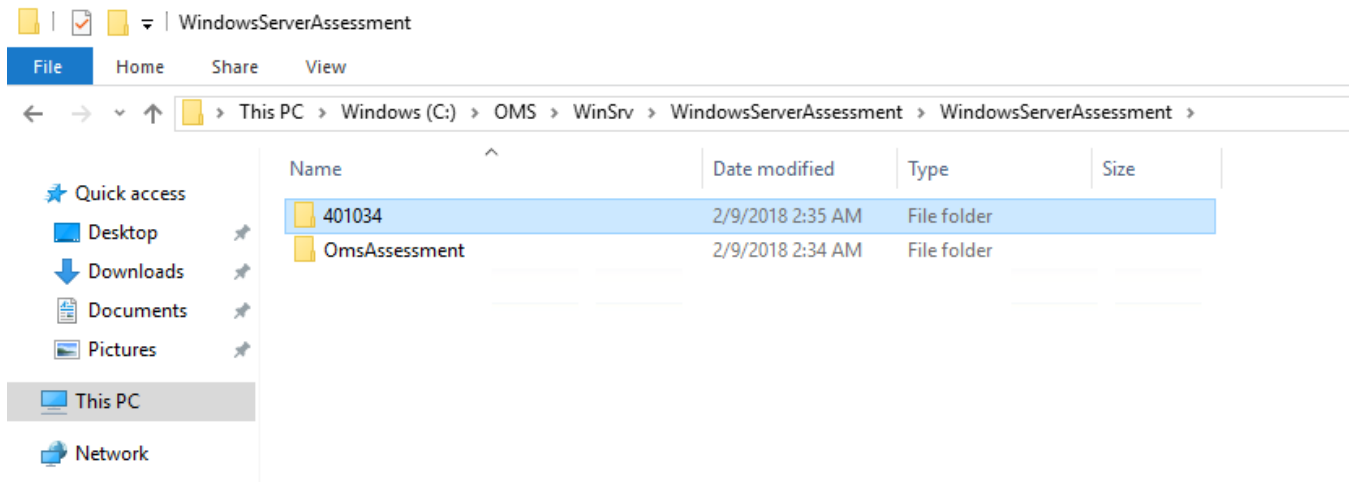 WindowsServerAssessment
File Home Share View
This PC > Windows (C:) > OMS > WinSrv > WindowsServerAssessment > WindowsServerAssessment >
Name Date modified Type Size
Quick access
401034 2/9/2018 2:35 AM File folder
Desktop
OmsAssessment 2/9/2018 2:34 AM File folder
Downloads
Documents
Pictures
This PC
Network